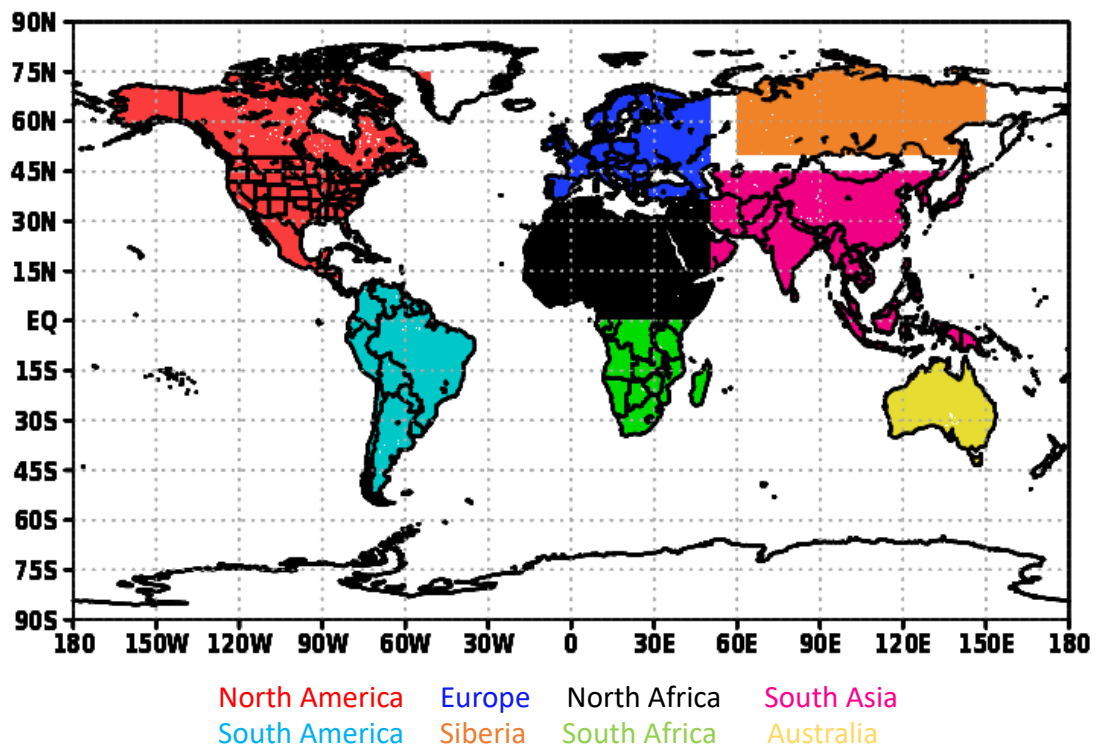 90N
75N
60N
45N
30N
15N
EQ
15S
30S
45S
60S
75S
90S
180 150W 120W 90W 60W 30W 0 30E 60E 90E 120E 150E 180
North America Europe North Africa South Asia
South America Siberia South Africa Australia